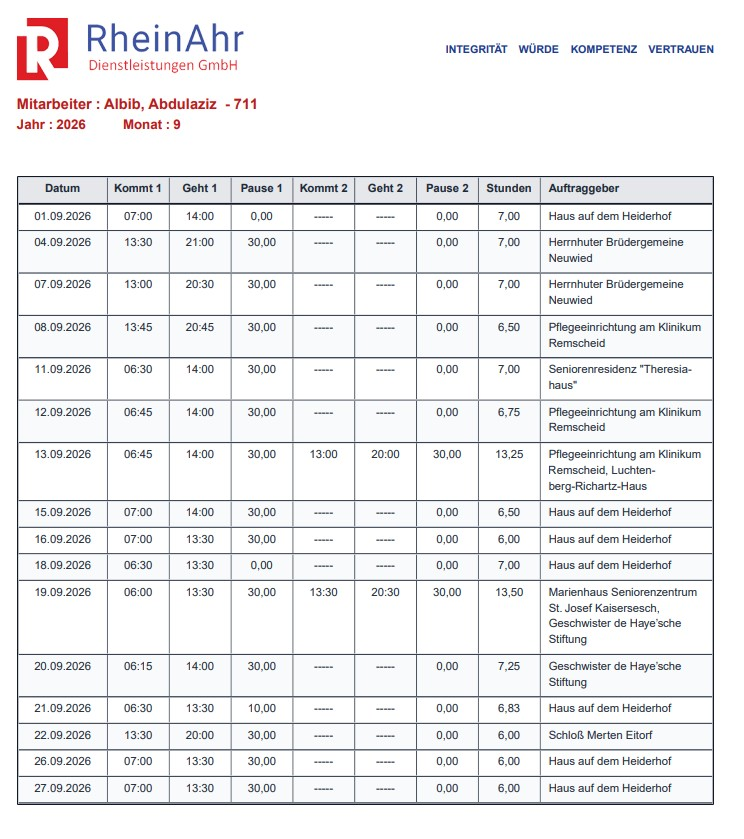 R RheinAhr
Dienstleistungen GmbH
INTEGRITÄT WÜRDE KOMPETENZ VERTRAUEN
Mitarbeiter : Albib, Abdulaziz - 711
Jahr : 2026 Monat : 9
Datum Kommt 1 Geht 1 Pause 1 Kommt 2 Geht 2 Pause 2 Stunden Auftraggeber
01.09.2026 07:00 14:00 0,00 ----- ----- 0,00 7,00 Haus auf dem Heiderhof
04.09.2026 13:30 21:00 30,00 ----- ----- 0,00 7,00 Herrnhuter Brüdergemeine
Neuwied
07.09.2026 13:00 20:30 30,00 ----- ----- 0,00 7,00 Herrnhuter Brüdergemeine
Neuwied
08.09.2026 13:45 20:45 30,00 ----- ----- 0,00 6,50 Pflegeeinrichtung am Klinikum
Remscheid
11.09.2026 06:30 14:00 30,00 ----- ----- 0,00 7,00 Seniorenresidenz "Theresia-
haus"
12.09.2026 06:45 14:00 30,00 ----- ----- 0,00 6,75 Pflegeeinrichtung am Klinikum
Remscheid
13.09.2026 06:45 14:00 30,00 13:00 20:00 30,00 13,25 Pflegeeinrichtung am Klinikum
Remscheid, Luchten-
berg-Richartz-Haus
15.09.2026 07:00 14:00 30,00 ----- ----- 0,00 6,50 Haus auf dem Heiderhof
16.09.2026 07:00 13:30 30,00 ----- ----- 0,00 6,00 Haus auf dem Heiderhof
18.09.2026 06:30 13:30 0,00 ----- ----- 0,00 7,00 Haus auf dem Heiderhof
19.09.2026 06:00 13:30 30,00 13:30 20:30 30,00 13,50 Marienhaus Seniorenzentrum
St. Josef Kaisersesch,
Geschwister de Haye'sche
Stiftung
20.09.2026 06:15 14:00 30,00 ----- ----- 0,00 7,25 Geschwister de Haye'sche
Stiftung
21.09.2026 06:30 13:30 10,00 ----- ----- 0,00 6,83 Haus auf dem Heiderhof
22.09.2026 13:30 20:00 30,00 ----- ----- 0,00 6,00 Schloß Merten Eitorf
26.09.2026 07:00 13:30 30,00 ----- ----- 0,00 6,00 Haus auf dem Heiderhof
27.09.2026 07:00 13:30 30,00 ----- ----- 0,00 6,00 Haus auf dem Heiderhof